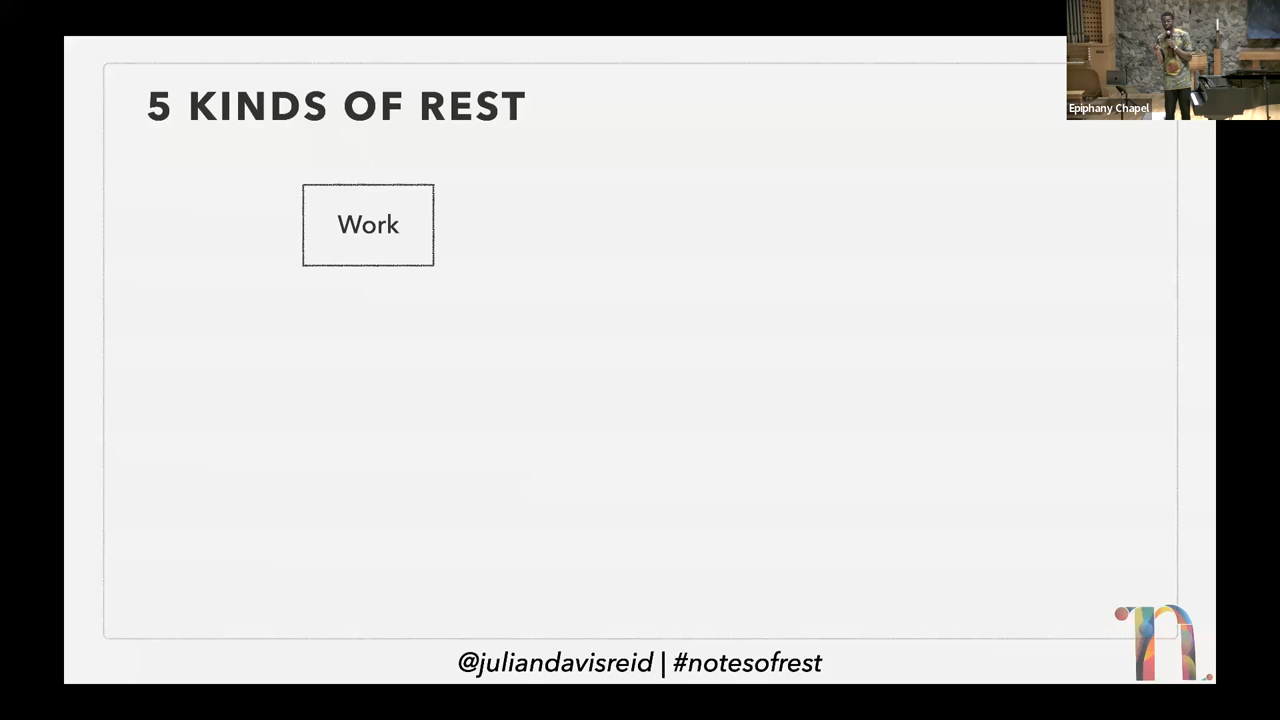 5 KINDS OF REST
Epiphany Chapel
Work
@juliandavisreid | #notesofrest
n.